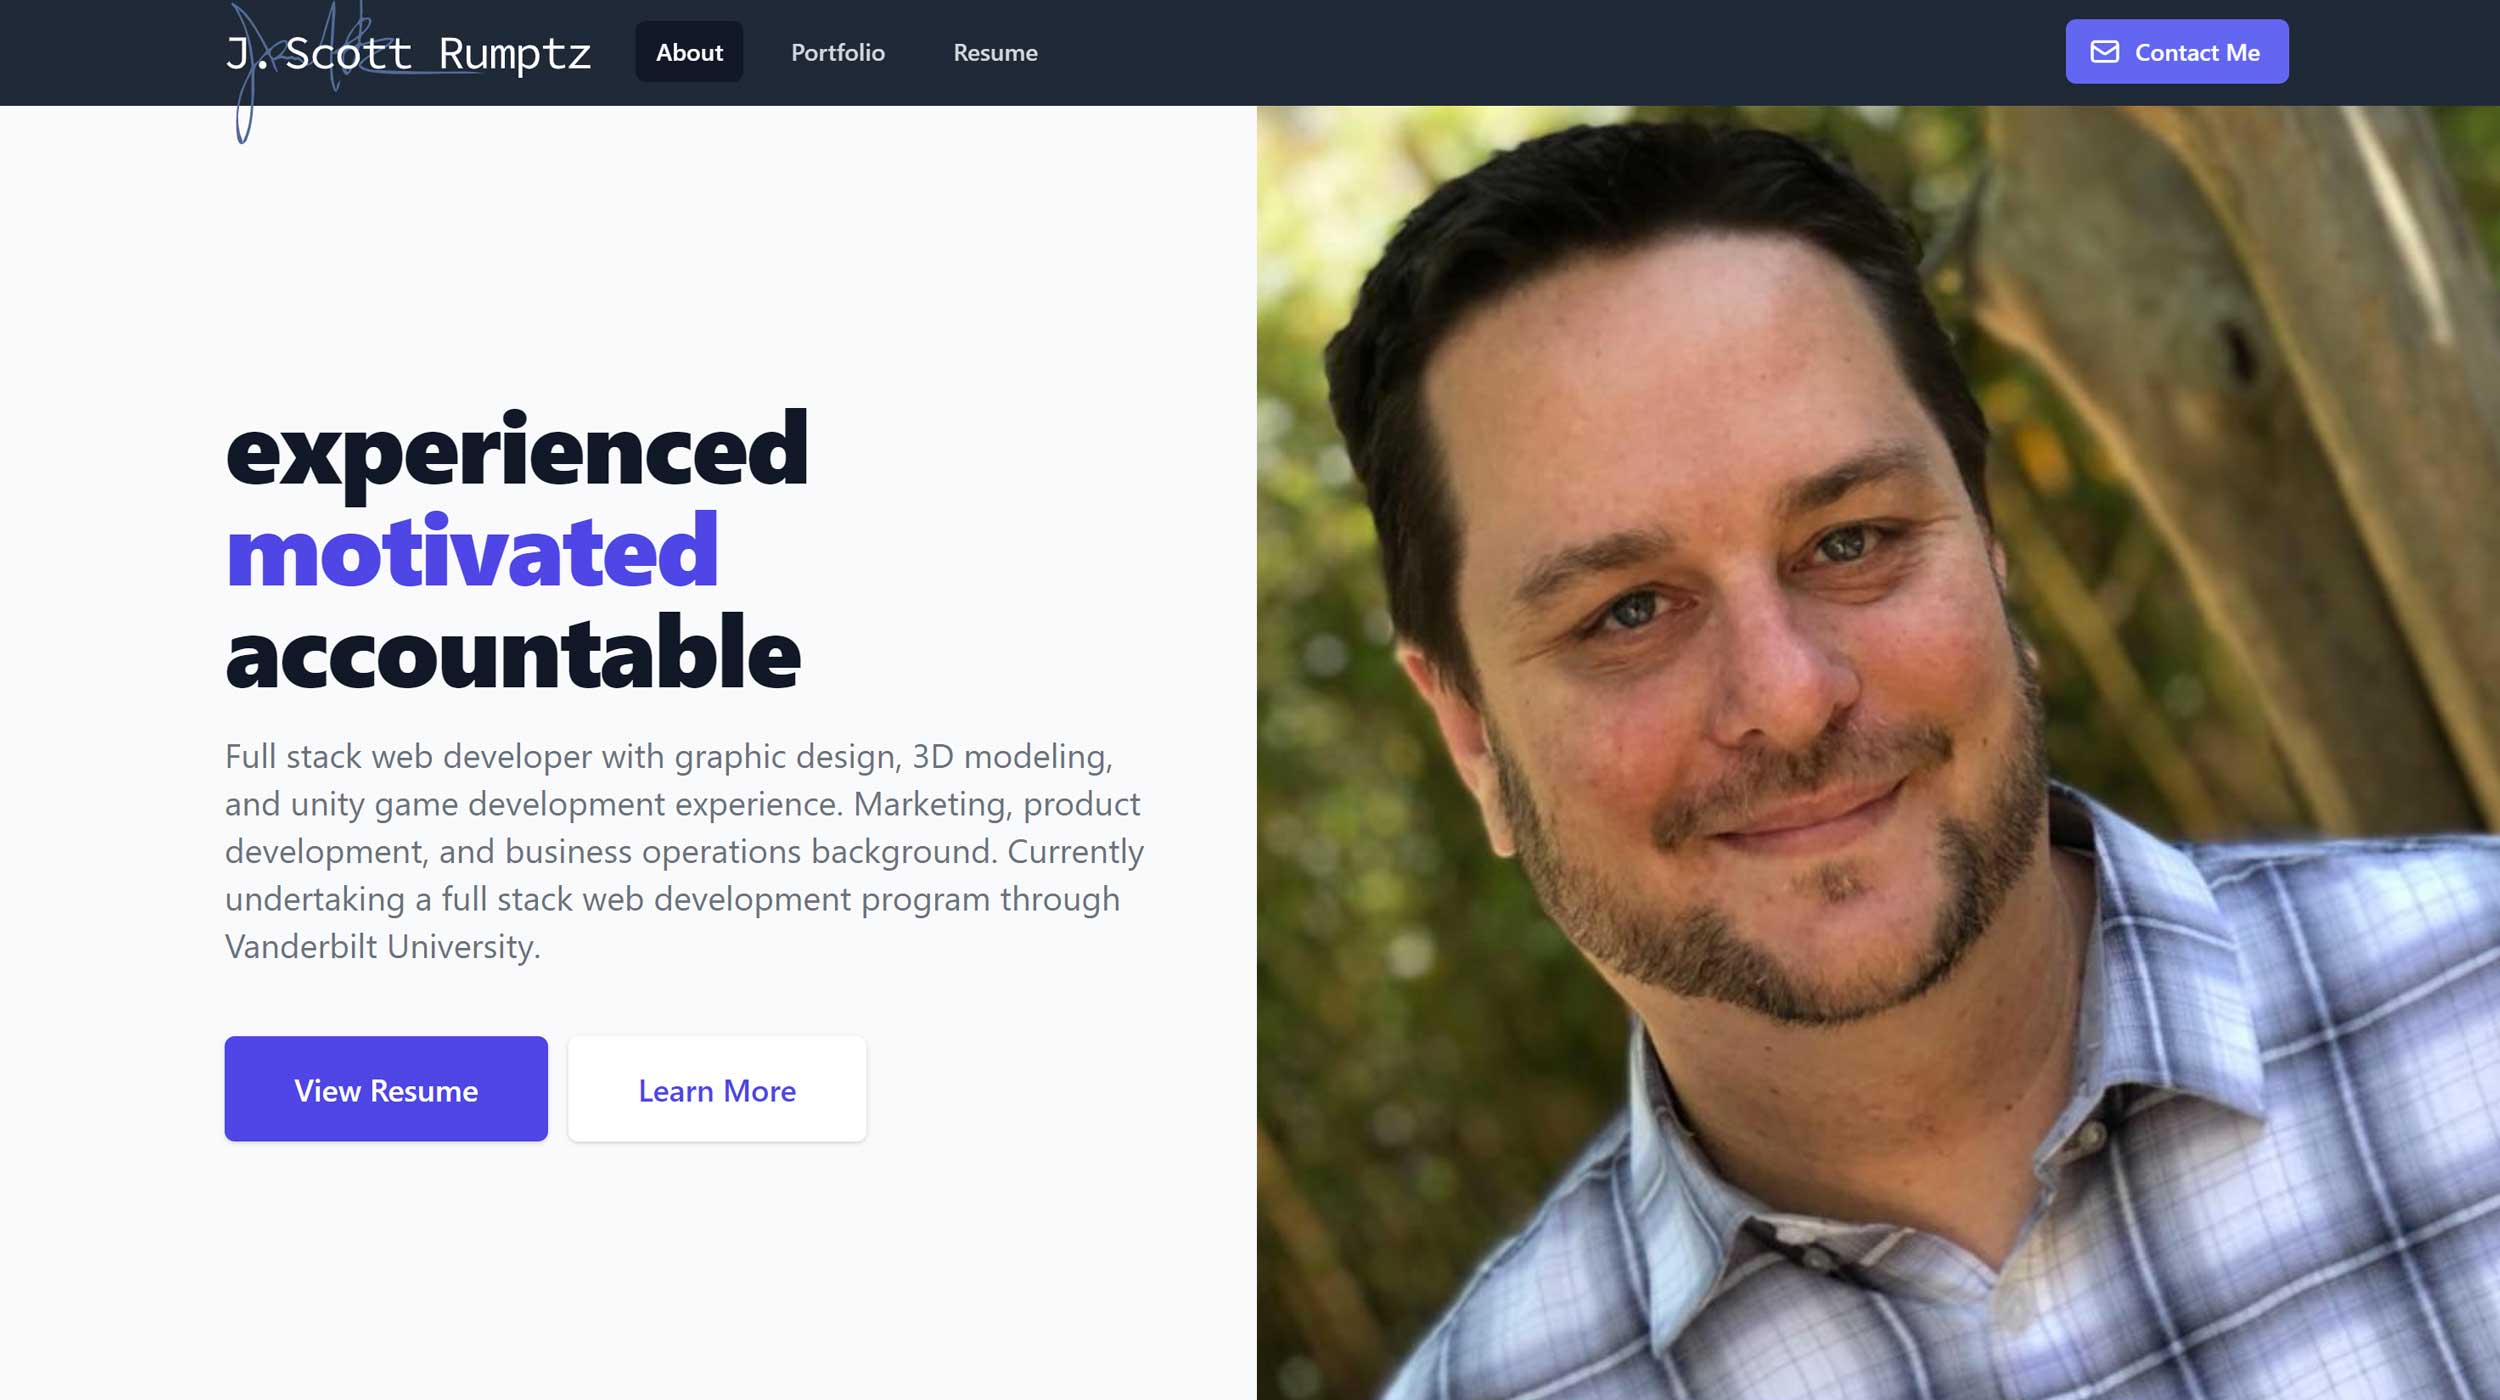 J. Scott Rumptz
About
Portfolio
Resume
Contact Me
experienced
motivated
accountable
Full stack web developer with graphic design, 3D modeling,
and unity game development experience. Marketing, product
development, and business operations background. Currently
undertaking a full stack web development program through
Vanderbilt University.
View Resume
Learn More